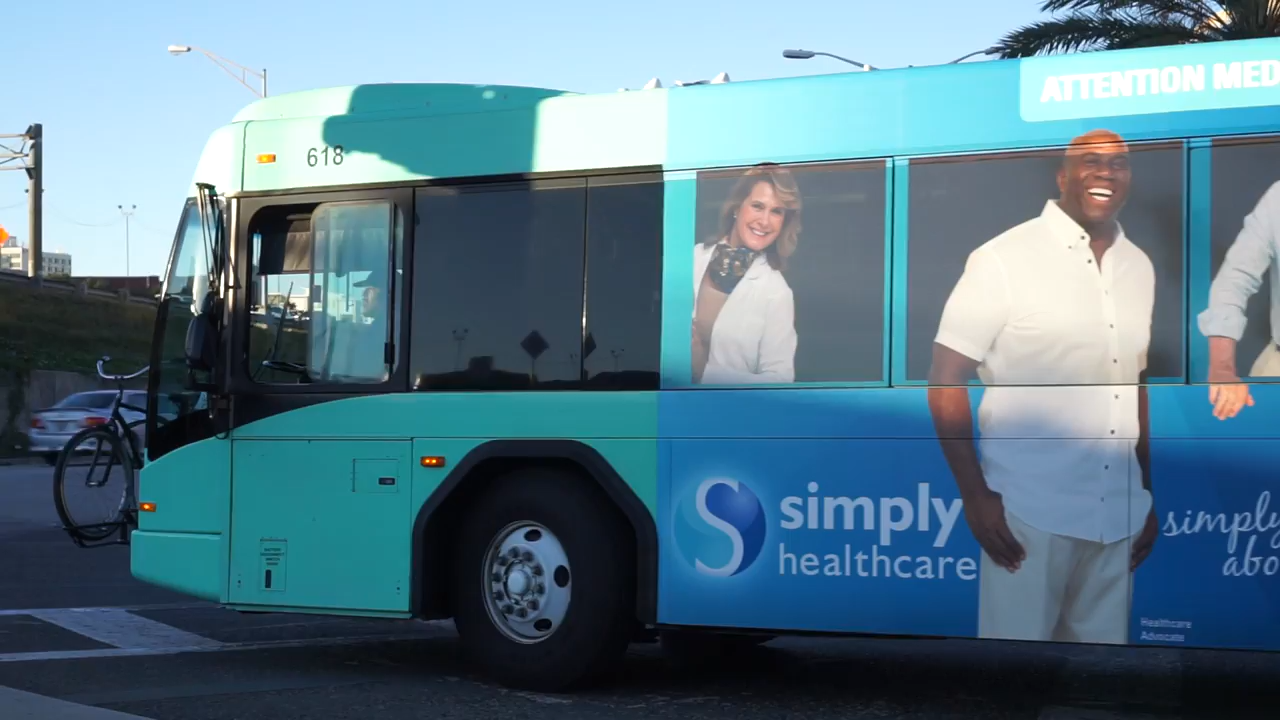 618
ATTENTION MED
simply
healthcare
simply
abo
Healthcare
Advocate